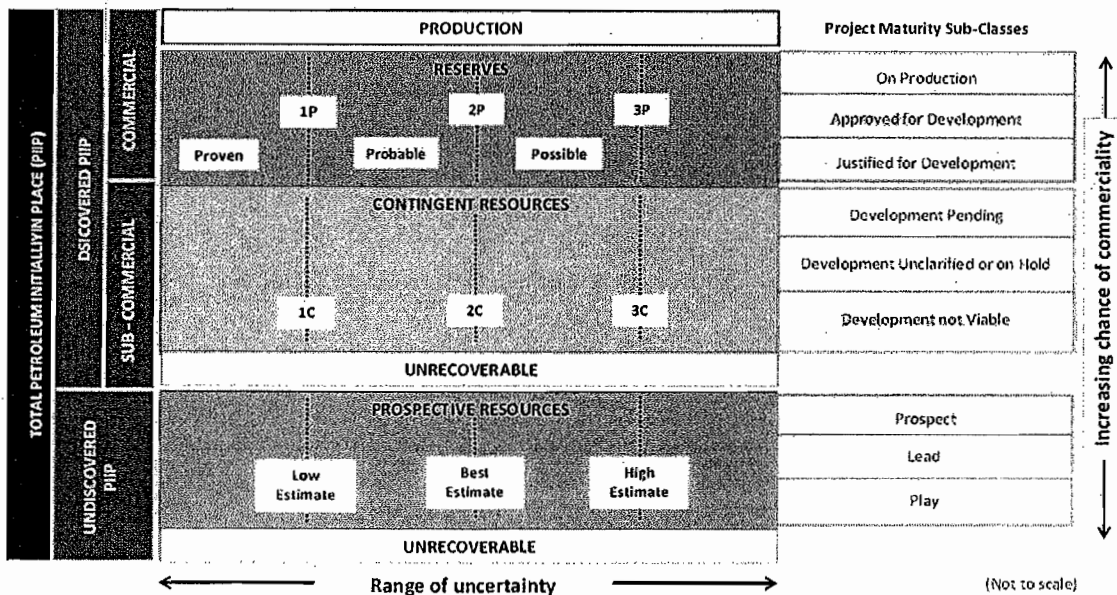 TOTAL PETROLEUM INITIALLIYIN PLACE (PIIP)
DSICOVERED PIIP
COMMERCIAL
SUB - COMMERCIAL
UNDISCOVERED
PIIP
PRODUCTION
RESERVES
1P
2P
3P
Proven
Probable
Possible
CONTINGENT RESOURCES
1C
2C
3C
UNRECOVERABLE
PROSPECTIVE RESOURCES
Low
Estimate
Best
Estimate
High
Estimate
UNRECOVERABLE
Range of uncertainty
Project Maturity Sub-Classes
On Production
Approved for Development
Justified for Development
Development Pending
Development Unclarified or on Hold
Development not Viable
Prospect
Lead
Play
Increasing chance of commerciality
(Not to scale)